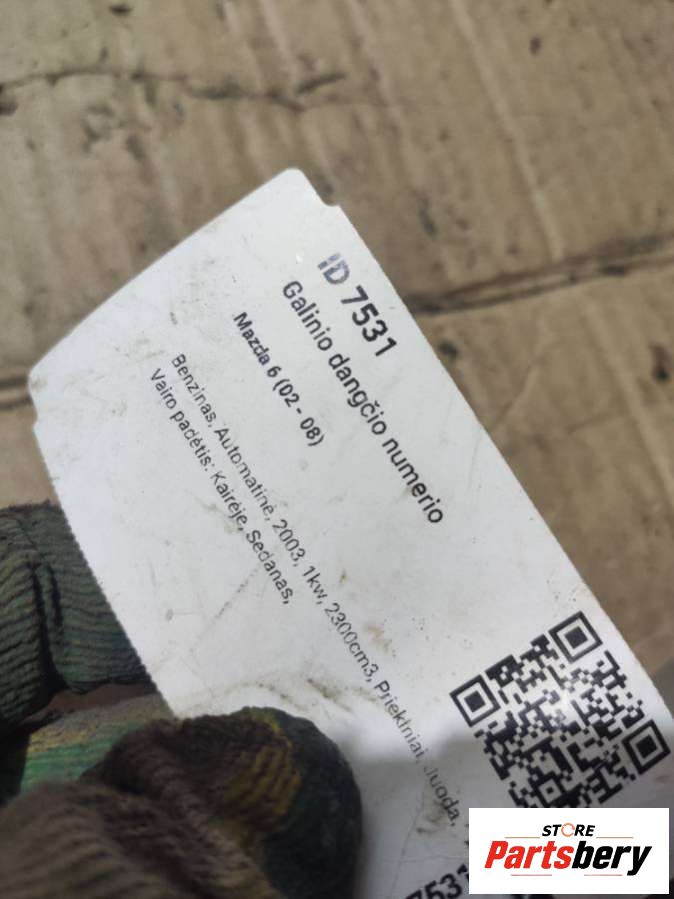 ID 7531
Galinio dangčio numerio
Mazda 6 (02 - 08)
Benzinas, Automatinė, 2003, 1kw, 2300cm3, Priekiniai, Juoda,
Vairo padėtis: Kairėje, Sedanas,
7531
STORE
Partsbery